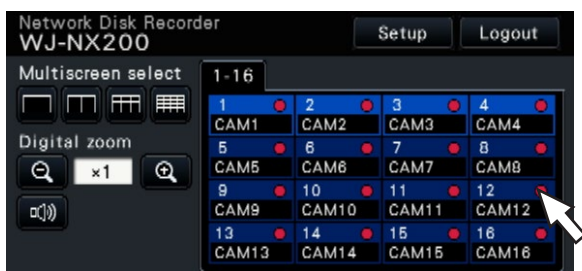 Network Disk Recorder
WJ-NX200
Setup
Logout
Multiscreen select
Digital zoom
×1
1-16
1 2 3 4
CAM1 CAM2 CAM3 CAM4
5 6 7 8
CAM5 CAM6 CAM7 CAM8
9 10 11 12
CAM9 CAM10 CAM11 CAM12
13 14 15 16
CAM13 CAM14 CAM15 CAM16